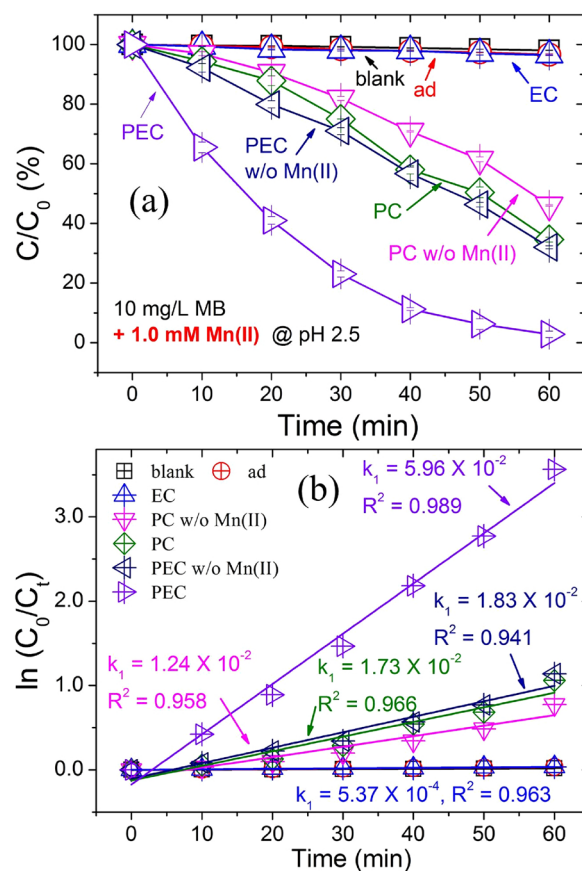 100
80
60
40
20
0
C/C0 (%)
blank
ad
EC
PEC
PEC
w/o Mn(II)
PC
PC w/o Mn(II)
(a)
10 mg/L MB
+ 1.0 mM Mn(II) @ pH 2.5
0 10 20 30 40 50 60
Time (min)
(b)
blank ad
EC
PC w/o Mn(II)
PC
PEC w/o Mn(II)
PEC
k1 = 5.96 X 10-2
R2 = 0.989
k1 = 1.83 X 10-2
R2 = 0.941
k1 = 1.24 X 10-2
R2 = 0.958
k1 = 1.73 X 10-2
R2 = 0.966
k1 = 5.37 X 10-4, R2 = 0.963
3.0
2.0
1.0
0.0
ln (C0/Ct)
0 10 20 30 40 50 60
Time (min)